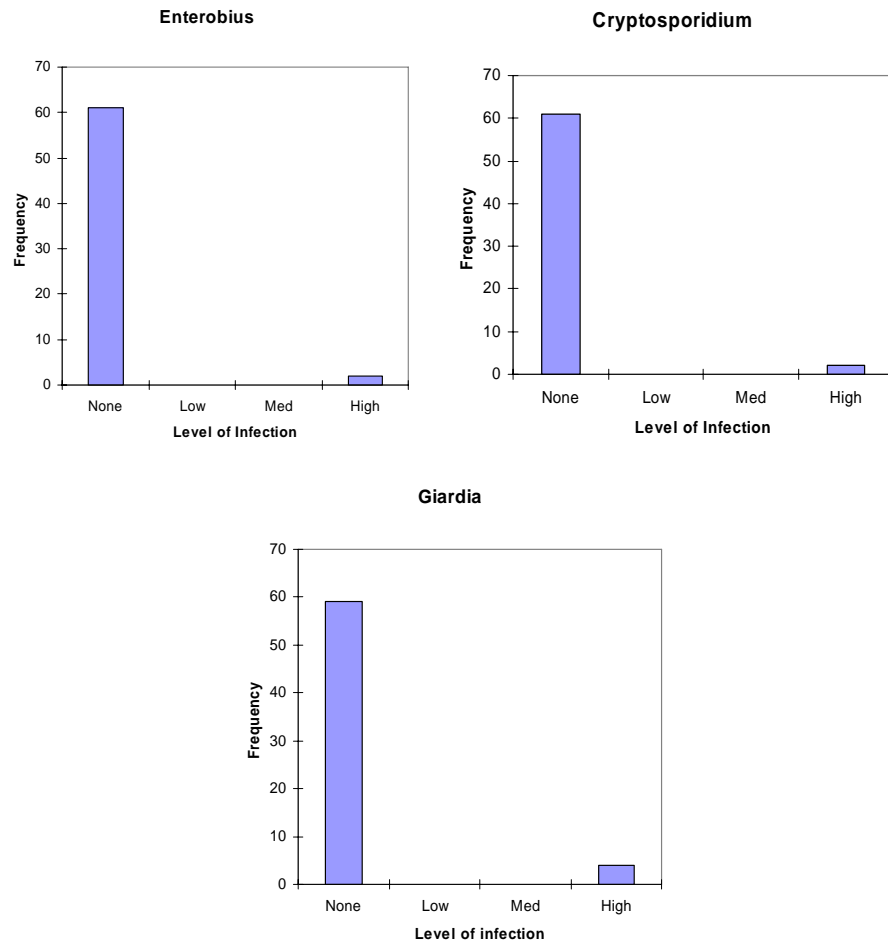 Enterobius
70
60
50
40
30
20
10
0
Frequency
None Low Med High
Level of Infection
Cryptosporidium
70
60
50
40
30
20
10
0
Frequency
None Low Med High
Level of Infection
Giardia
70
60
50
40
30
20
10
0
Frequency
None Low Med High
Level of infection